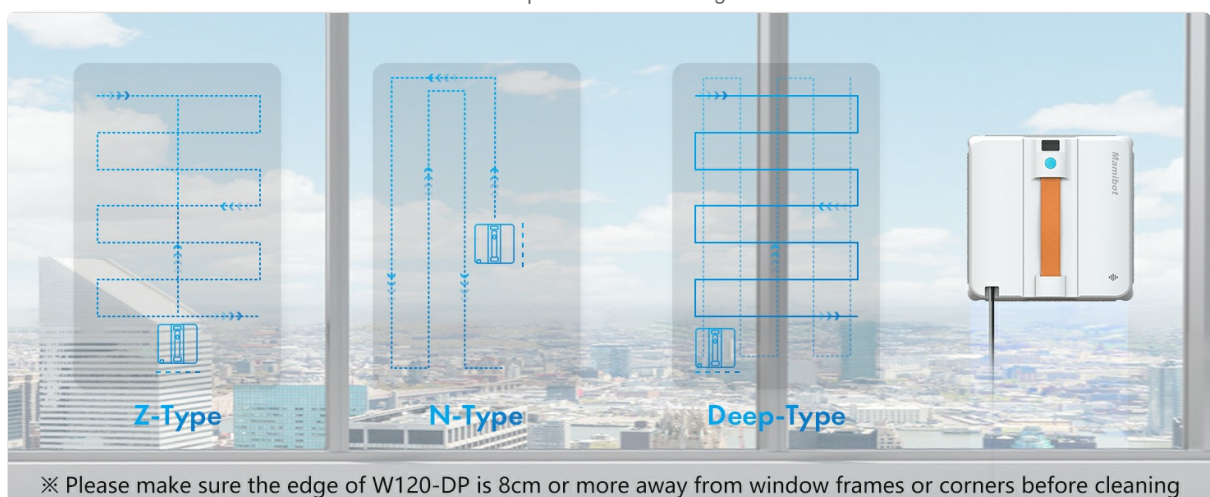 Mamibot
Z-Type
N-Type
Deep-Type
※ Please make sure the edge of W120-DP is 8cm or more away from window frames or corners before cleaning